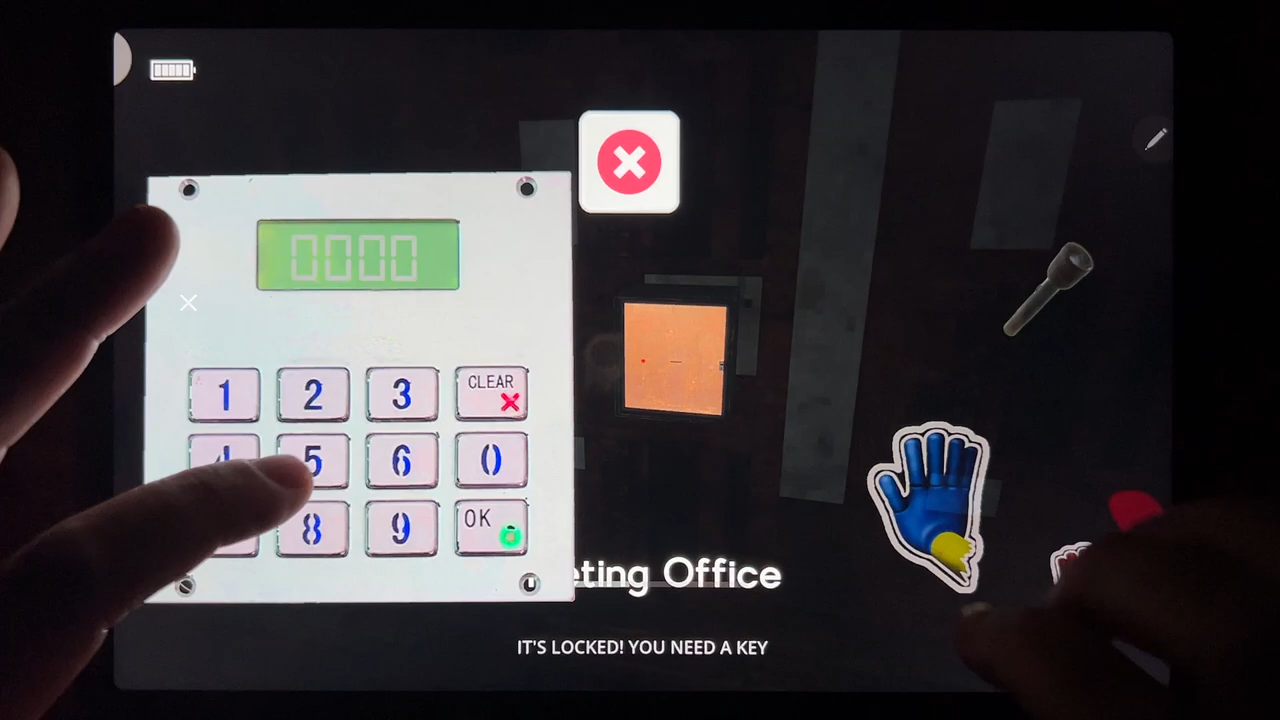 0000
1 2 3 CLEAR
5 6 0
8 9 OK
eting Office
IT'S LOCKED! YOU NEED A KEY